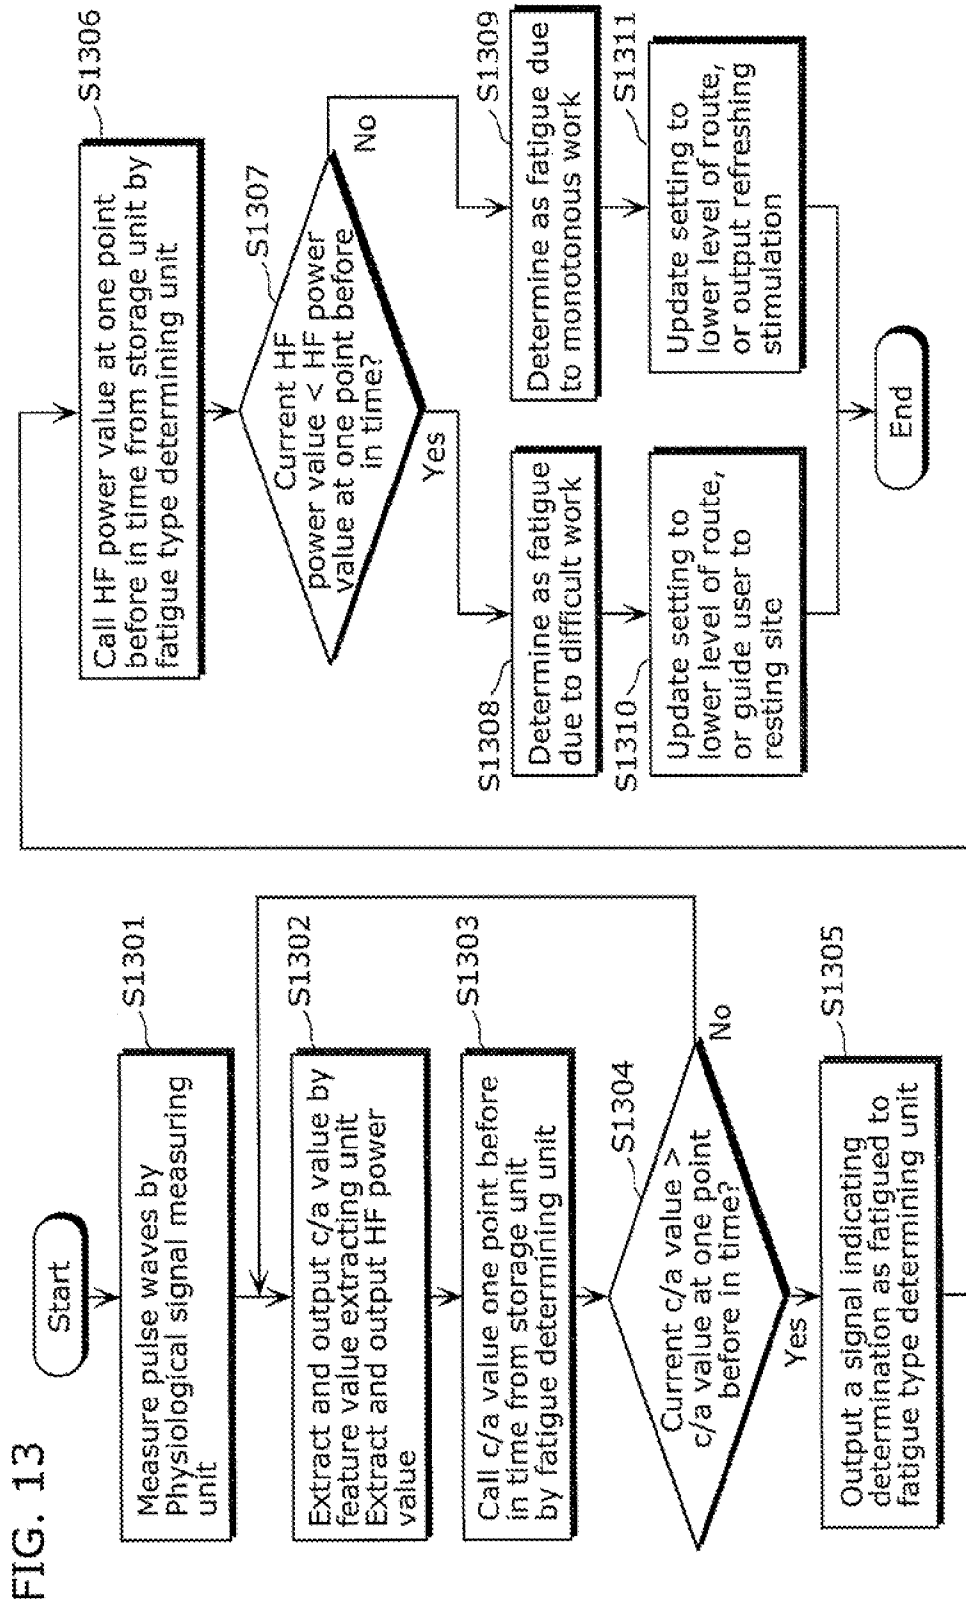 FIG. 13
Start
S1301
Measure pulse waves by
Physiological signal measuring
unit
S1302
Extract and output c/a value by
feature value extracting unit
Extract and output HF power
value
S1303
Call c/a value one point before
in time from storage unit
by fatigue determining unit
S1304
Current c/a value >
c/a value at one point
before in time?
No
Yes
S1305
Output a signal indicating
determination as fatigued to
fatigue type determining unit
S1306
Call HF power value at one point
before in time from storage unit by
fatigue type determining unit
S1307
Current HF
power value < HF power
value at one point before
in time?
No
Yes
S1308
Determine as fatigue
due to difficult work
S1309
Determine as fatigue due
to monotonous work
S1310
Update setting to
lower level of route,
or guide user to
resting site
S1311
Update setting to
lower level of route,
or output refreshing
stimulation
End